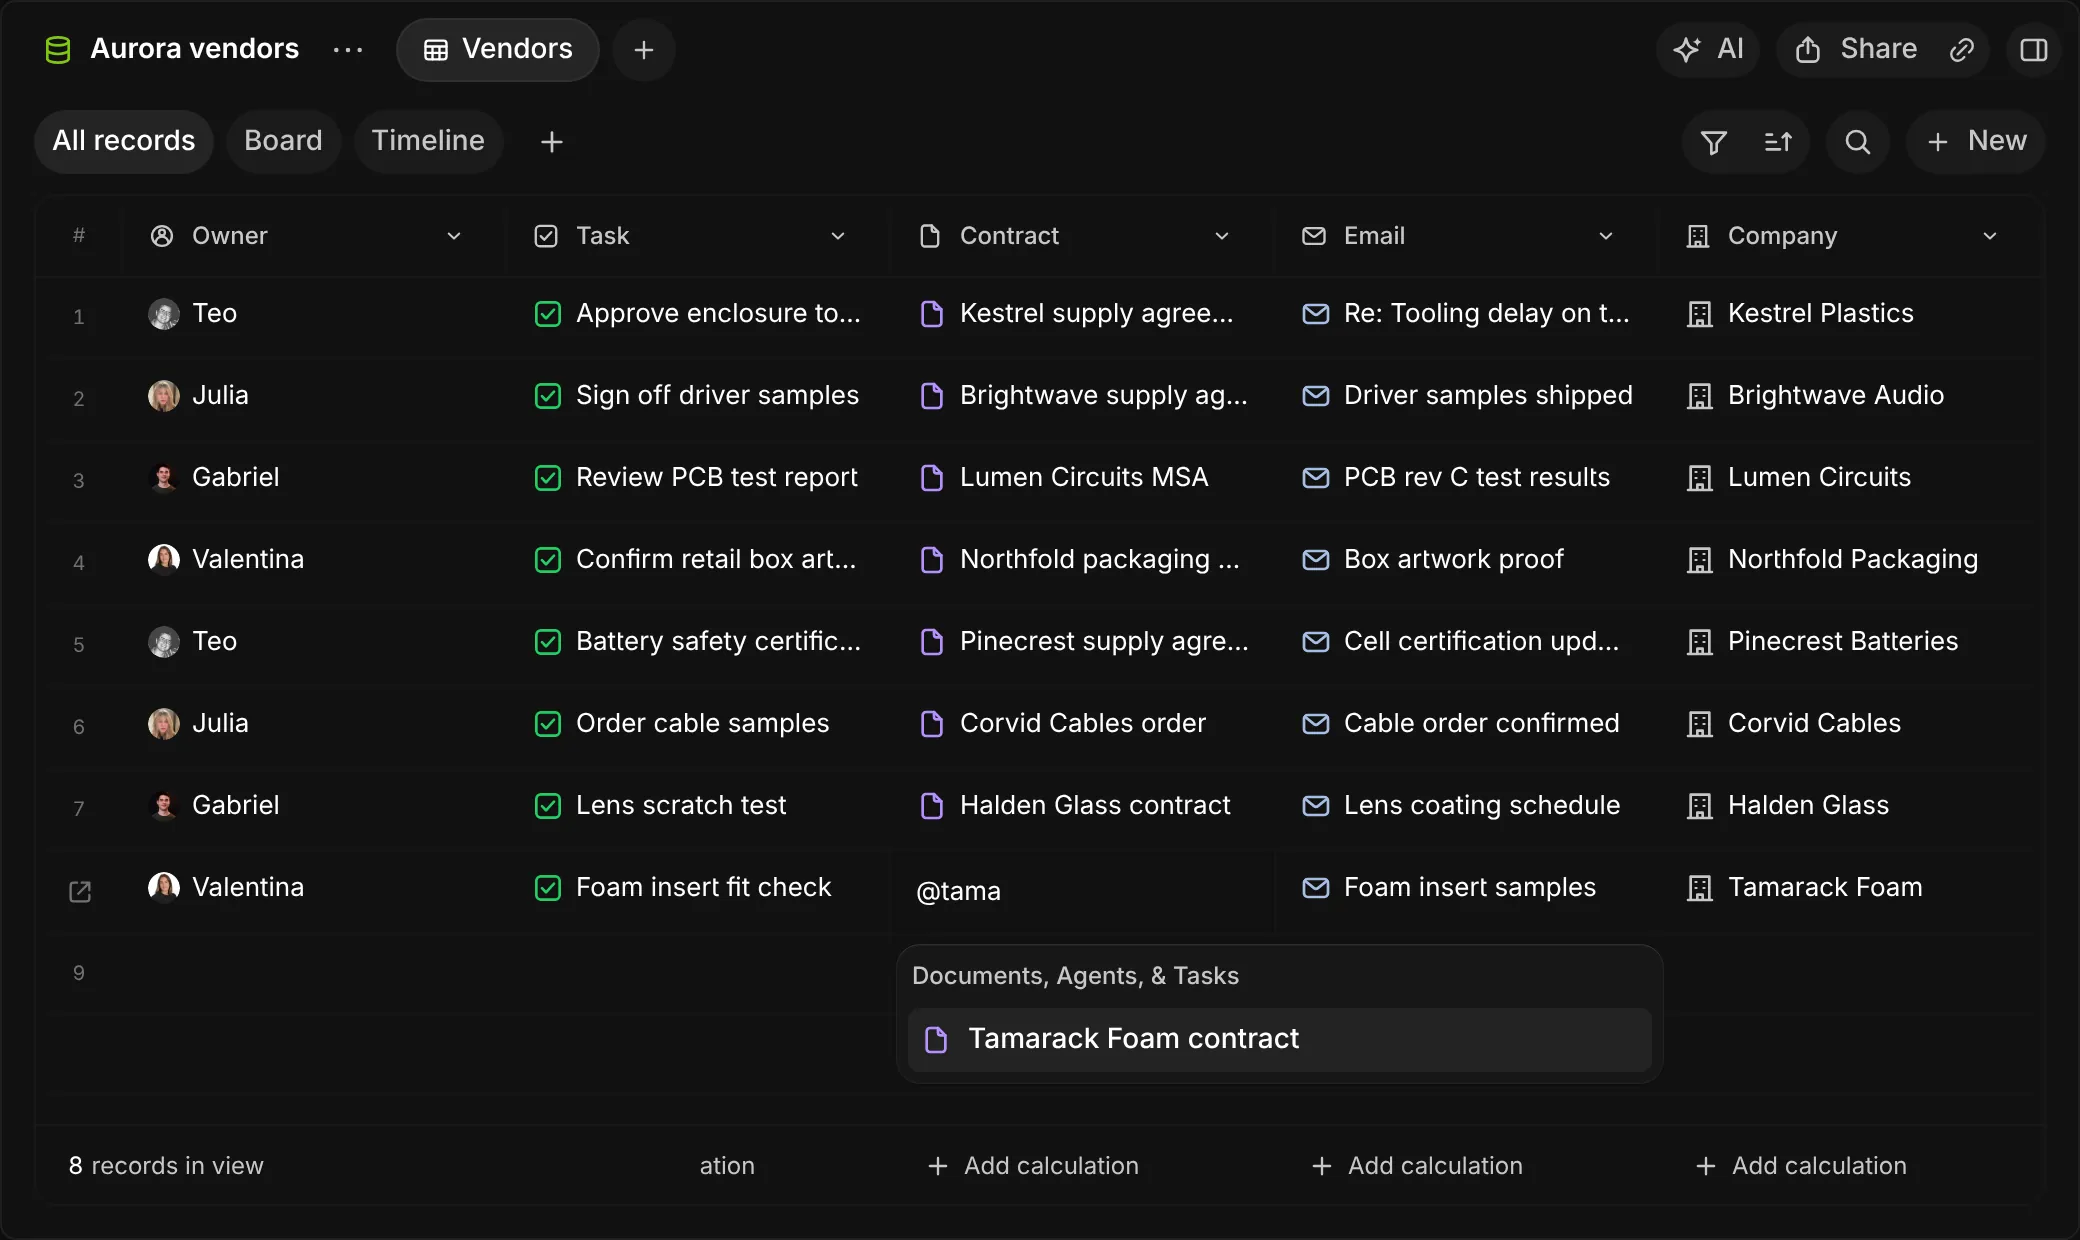 Aurora vendors ... Vendors + AI Share
All records Board Timeline + + New
# Owner Task Contract Email Company
1 Teo Approve enclosure to... Kestrel supply agree... Re: Tooling delay on t... Kestrel Plastics
2 Julia Sign off driver samples Brightwave supply ag... Driver samples shipped Brightwave Audio
3 Gabriel Review PCB test report Lumen Circuits MSA PCB rev C test results Lumen Circuits
4 Valentina Confirm retail box art... Northfold packaging ... Box artwork proof Northfold Packaging
5 Teo Battery safety certific... Pinecrest supply agre... Cell certification upd... Pinecrest Batteries
6 Julia Order cable samples Corvid Cables order Cable order confirmed Corvid Cables
7 Gabriel Lens scratch test Halden Glass contract Lens coating schedule Halden Glass
Valentina Foam insert fit check @tama Foam insert samples Tamarack Foam
9
Documents, Agents, & Tasks
Tamarack Foam contract
8 records in view ation + Add calculation + Add calculation + Add calculation